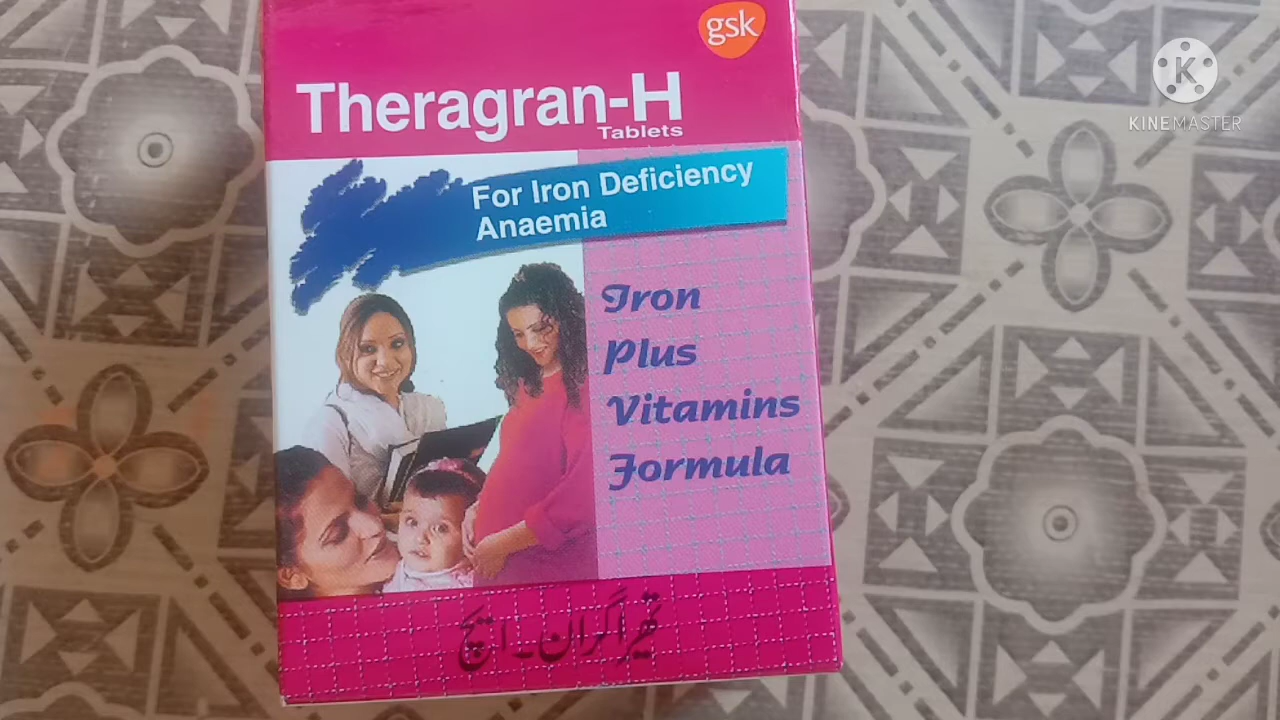 gsk
Theragran-H
Tablets
For Iron Deficiency
Anaemia
Iron
Plus
Vitamins
Formula
تھیراگران۔ایچ
K
KINEMASTER